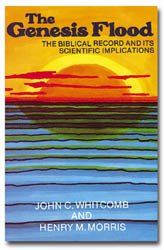 The
Genesis Flood
THE BIBLICAL RECORD AND ITS
SCIENTIFIC IMPLICATIONS
JOHN C. WHITCOMB
AND
HENRY M. MORRIS